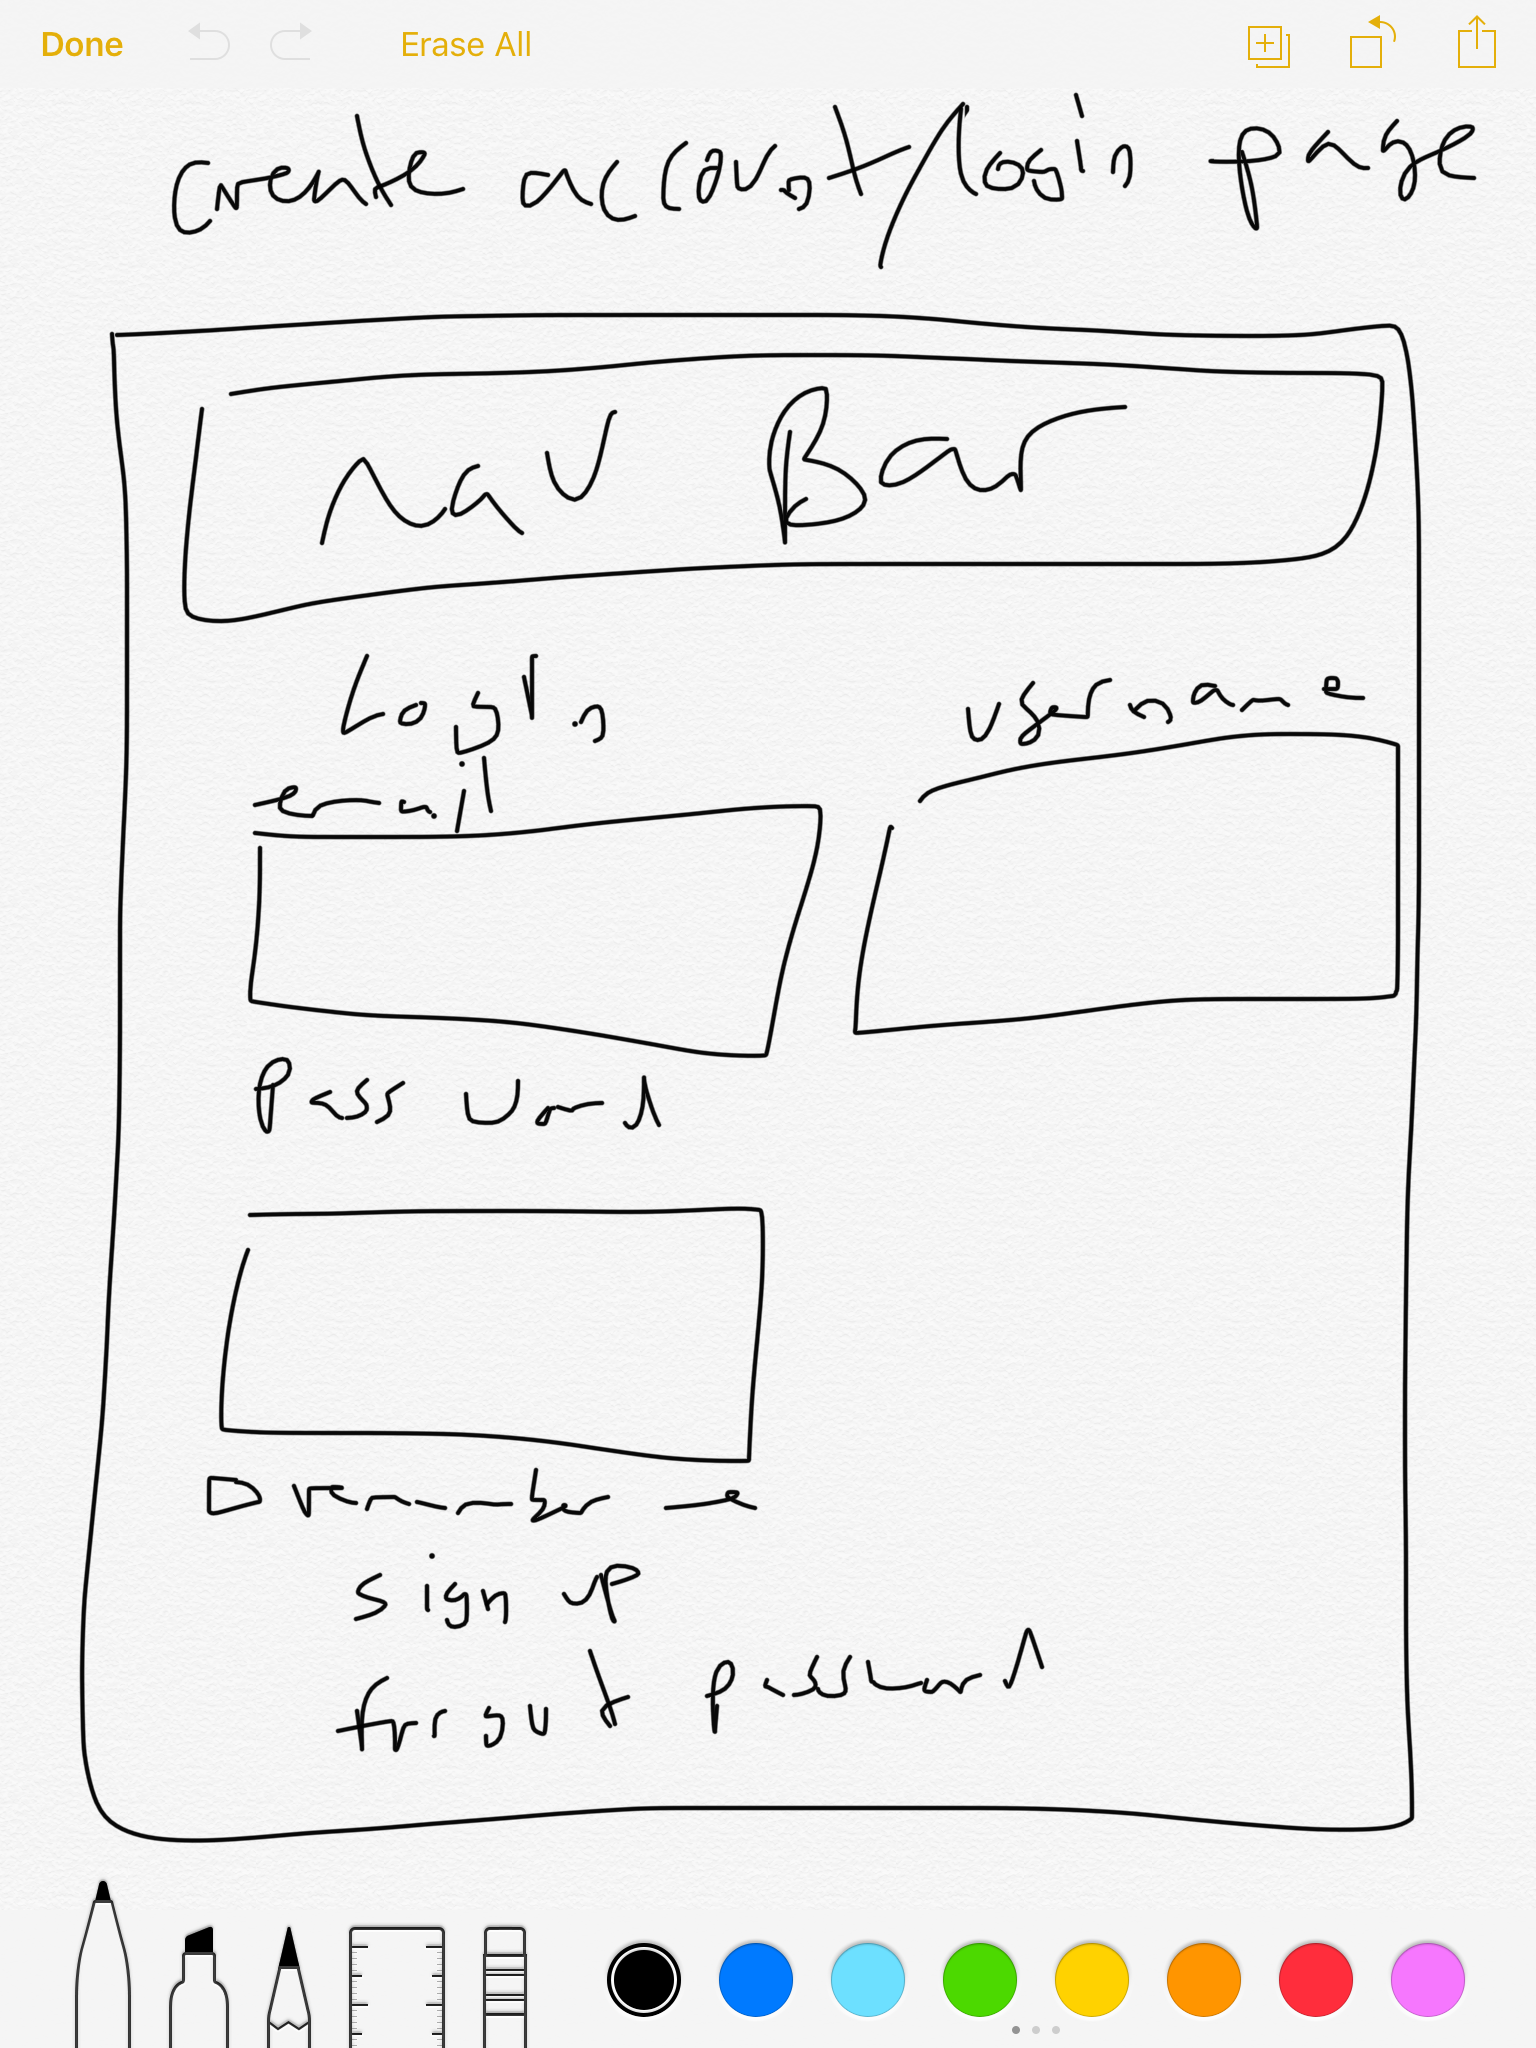 Done Erase All
create account/login page
Nav Bar
Login
username
email
Password
remember me
sign up
forgot password